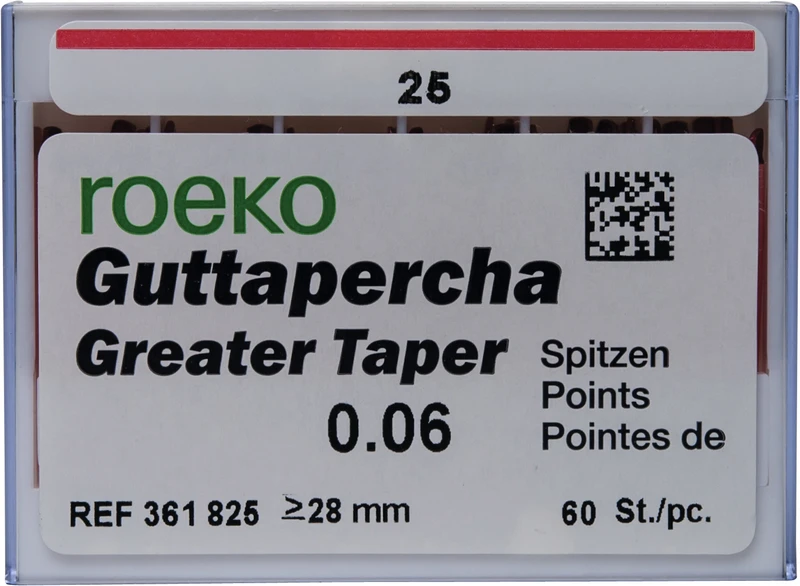 25
roeko
Guttapercha
Greater Taper
0.06
Spitzen
Points
Pointes de
REF 361 825 ≥28 mm 60 St./pc.